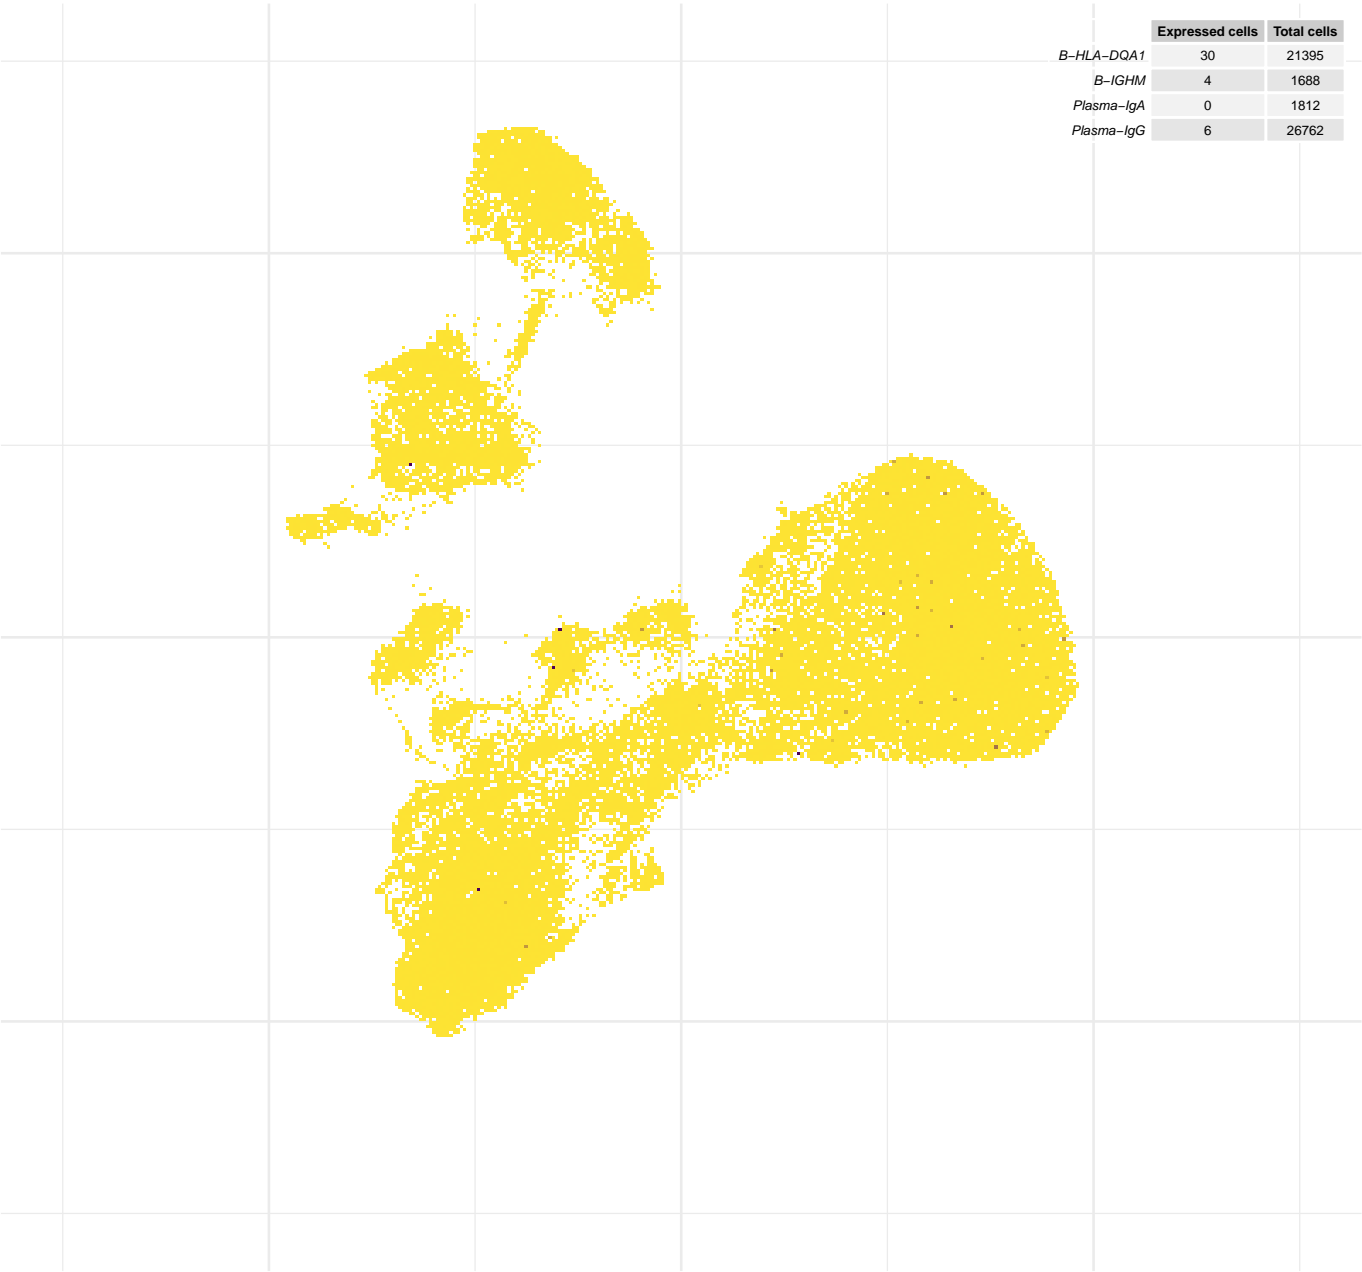 Expressed cells Total cells
B−HLA−DQA1 30 21395
B−IGHM 4 1688
Plasma−IgA 0 1812
Plasma−IgG 6 26762